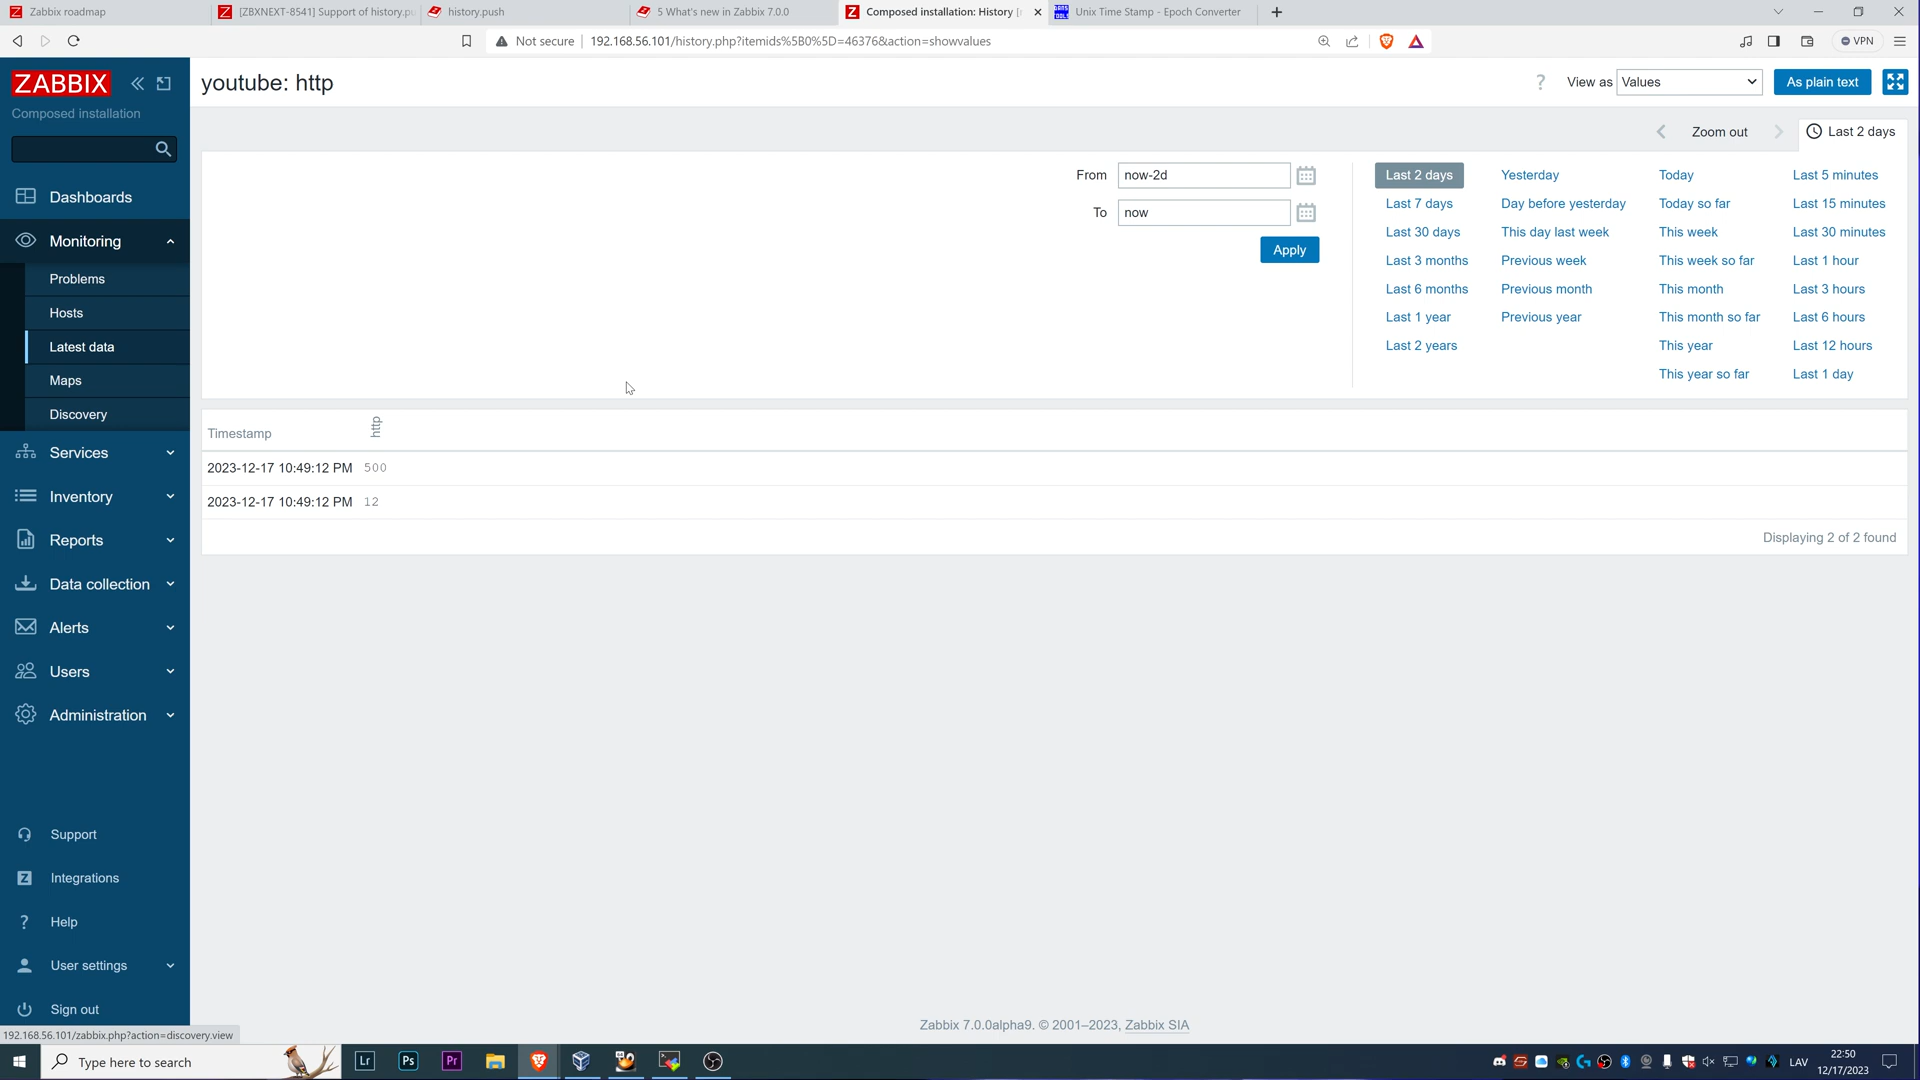 Zabbix roadmap
[ZBXNEXT-8541] Support of history.pu
history.push
5 What's new in Zabbix 7.0.0
Composed installation: History [r
Unix Time Stamp - Epoch Converter
Not secure
192.168.56.101/history.php?itemids%5B0%5D=46376&action=showvalues
VPN
ZABBIX
Composed installation
Dashboards
Monitoring
Problems
Hosts
Latest data
Maps
Discovery
Services
Inventory
Reports
Data collection
Alerts
Users
Administration
Support
Integrations
Help
User settings
Sign out
192.168.56.101/zabbix.php?action=discovery.view
youtube: http
?
View as
Values
As plain text
Zoom out
Last 2 days
From
now-2d
To
now
Apply
Last 2 days
Yesterday
Today
Last 5 minutes
Last 7 days
Day before yesterday
Today so far
Last 15 minutes
Last 30 days
This day last week
This week
Last 30 minutes
Last 3 months
Previous week
This week so far
Last 1 hour
Last 6 months
Previous month
This month
Last 3 hours
Last 1 year
Previous year
This month so far
Last 6 hours
Last 2 years
This year
Last 12 hours
This year so far
Last 1 day
Timestamp
http
2023-12-17 10:49:12 PM 500
2023-12-17 10:49:12 PM 12
Displaying 2 of 2 found
Zabbix 7.0.0alpha9. © 2001–2023, Zabbix SIA
Type here to search
Lr
Ps
Pr
LAV
22:50
12/17/2023